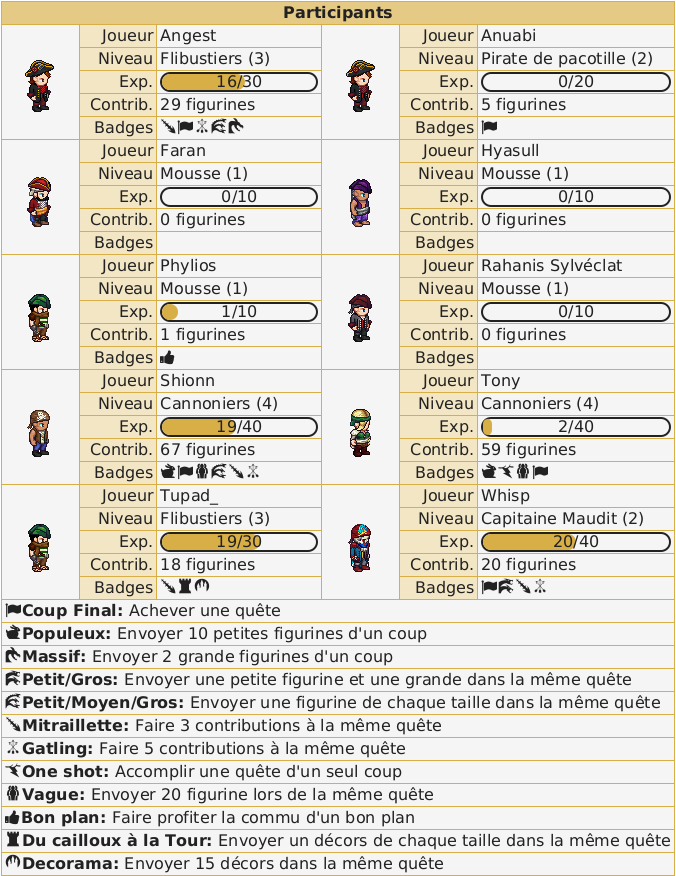 Participants
Joueur Angest
Niveau Flibustiers (3)
Exp. 16/30
Contrib. 29 figurines
Badges
Joueur Anuabi
Niveau Pirate de pacotille (2)
Exp. 0/20
Contrib. 5 figurines
Badges
Joueur Faran
Niveau Mousse (1)
Exp. 0/10
Contrib. 0 figurines
Badges
Joueur Hyasull
Niveau Mousse (1)
Exp. 0/10
Contrib. 0 figurines
Badges
Joueur Phylios
Niveau Mousse (1)
Exp. 1/10
Contrib. 1 figurines
Badges
Joueur Rahanis Sylvéclat
Niveau Mousse (1)
Exp. 0/10
Contrib. 0 figurines
Badges
Joueur Shionn
Niveau Cannoniers (4)
Exp. 19/40
Contrib. 67 figurines
Badges
Joueur Tony
Niveau Cannoniers (4)
Exp. 2/40
Contrib. 59 figurines
Badges
Joueur Tupad_
Niveau Flibustiers (3)
Exp. 19/30
Contrib. 18 figurines
Badges
Joueur Whisp
Niveau Capitaine Maudit (2)
Exp. 20/40
Contrib. 20 figurines
Badges
Coup Final: Achever une quête
Populeux: Envoyer 10 petites figurines d'un coup
Massif: Envoyer 2 grande figurines d'un coup
Petit/Gros: Envoyer une petite figurine et une grande dans la même quête
Petit/Moyen/Gros: Envoyer une figurine de chaque taille dans la même quête
Mitraillette: Faire 3 contributions à la même quête
Gatling: Faire 5 contributions à la même quête
One shot: Accomplir une quête d'un seul coup
Vague: Envoyer 20 figurine lors de la même quête
Bon plan: Faire profiter la commu d'un bon plan
Du cailloux à la Tour: Envoyer un décors de chaque taille dans la même quête
Decorama: Envoyer 15 décors dans la même quête